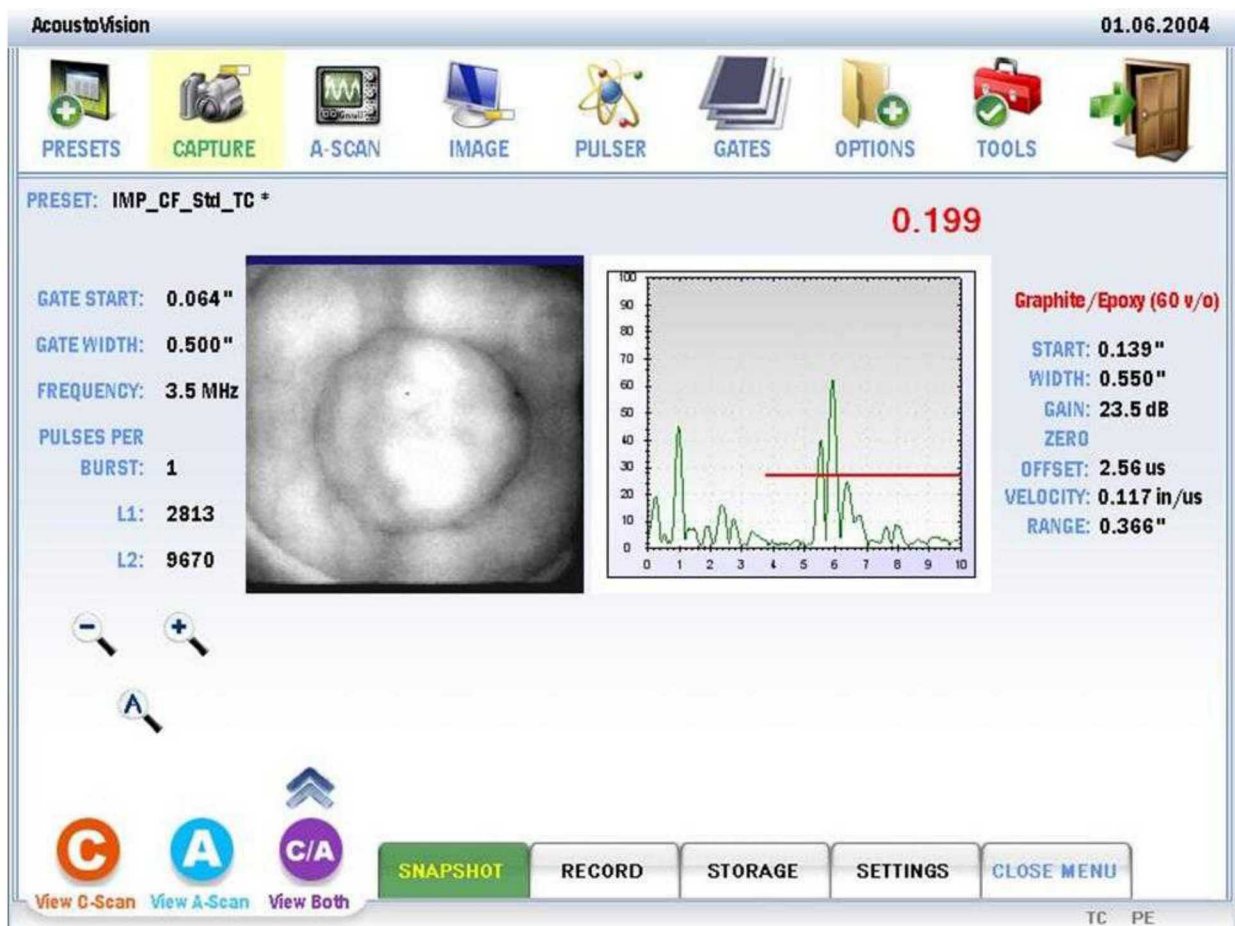 AcoustoVision
01.06.2004
PRESETS
CAPTURE
A-SCAN
IMAGE
PULSER
GATES
OPTIONS
TOOLS
PRESET: IMP_CF_Std_TC *
0.199
GATE START: 0.064"
GATE WIDTH: 0.500"
FREQUENCY: 3.5 MHz
PULSES PER
BURST: 1
L1: 2813
L2: 9670
100
90
80
70
60
50
40
30
20
10
0
0 1 2 3 4 5 6 7 8 9 10
Graphite/Epoxy (60 v/o)
START: 0.139"
WIDTH: 0.550"
GAIN: 23.5 dB
ZERO
OFFSET: 2.56 us
VELOCITY: 0.117 in/us
RANGE: 0.366"
A
C
A
C/A
View C-Scan
View A-Scan
View Both
SNAPSHOT
RECORD
STORAGE
SETTINGS
CLOSE MENU
TC PE